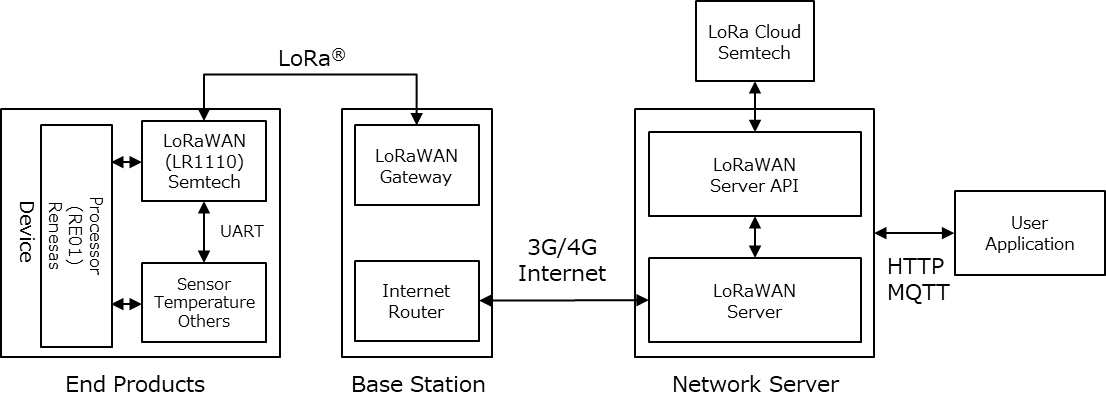 LoRa®
LoRa Cloud
Semtech
Device
Processor
(RE01)
Renesas
LoRaWAN
(LR1110)
Semtech
UART
Sensor
Temperature
Others
End Products
LoRaWAN
Gateway
Internet
Router
Base Station
3G/4G
Internet
LoRaWAN
Server API
LoRaWAN
Server
Network Server
HTTP
MQTT
User
Application